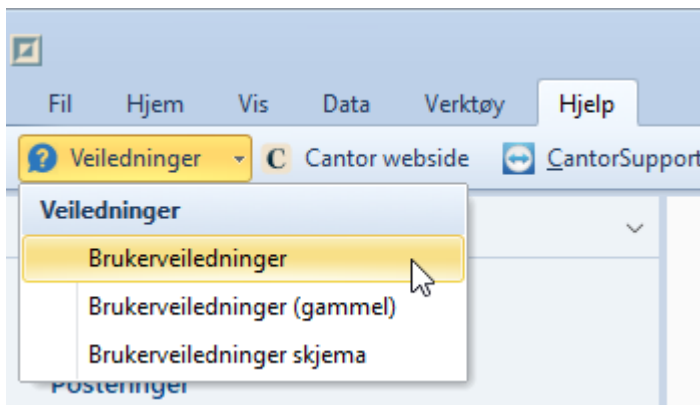 Fil Hjem Vis Data Verktøy Hjelp
Veiledninger C Cantor webside CantorSupport
Veiledninger
Brukerveiledninger
Brukerveiledninger (gammel)
Brukerveiledninger skjema
Posteringer